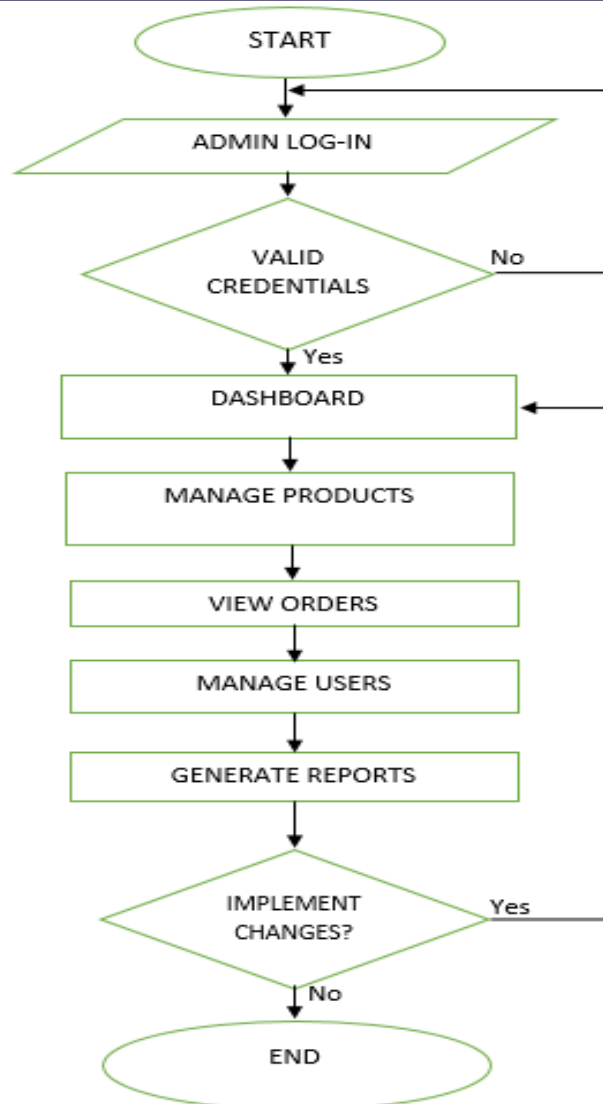 START
ADMIN LOG-IN
VALID
CREDENTIALS
No
Yes
DASHBOARD
MANAGE PRODUCTS
VIEW ORDERS
MANAGE USERS
GENERATE REPORTS
IMPLEMENT
CHANGES?
Yes
No
END